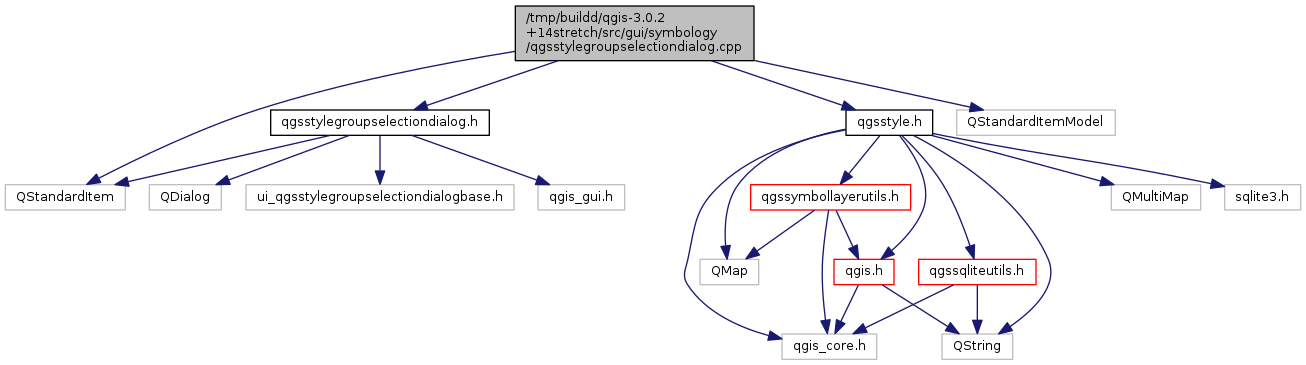 /tmp/buildd/qgis-3.0.2
+14stretch/src/gui/symbology
/qgsstylegroupselectiondialog.cpp
qgsstylegroupselectiondialog.h
qgsstyle.h
QStandardItemModel
QStandardItem
QDialog
ui_qgsstylegroupselectiondialogbase.h
qgis_gui.h
qgssymbollayerutils.h
QMultiMap
sqlite3.h
QMap
qgis.h
qgssqliteutils.h
qgis_core.h
QString